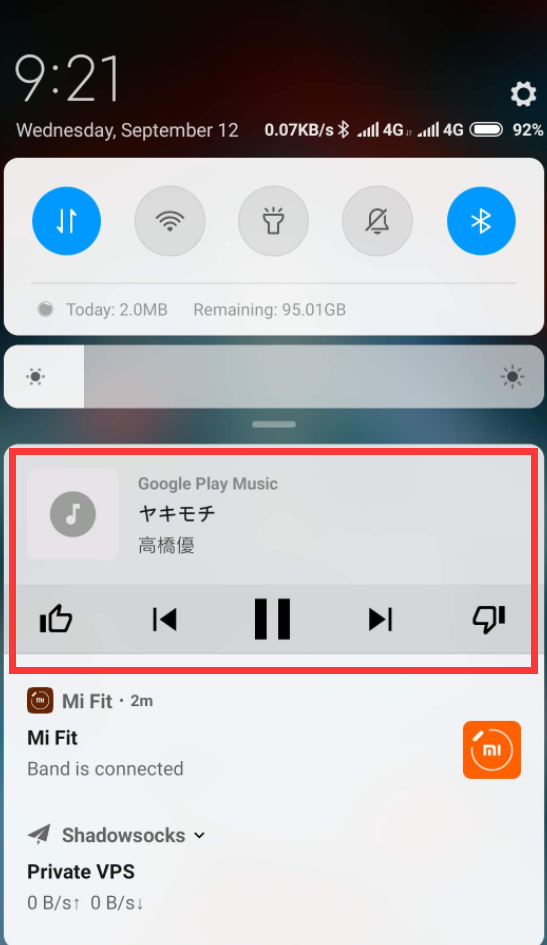 9:21
Wednesday, September 12 0.07KB/s 4G 4G 92%
Today: 2.0MB Remaining: 95.01GB
Google Play Music
ヤキモチ
高橋優
Mi Fit · 2m
Mi Fit
Band is connected
Shadowsocks
Private VPS
0 B/s↑ 0 B/s↓